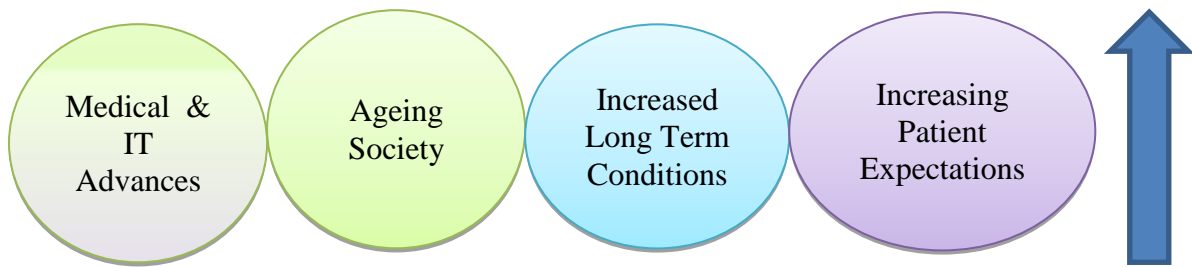 Medical &
IT
Advances
Ageing
Society
Increased
Long Term
Conditions
Increasing
Patient
Expectations